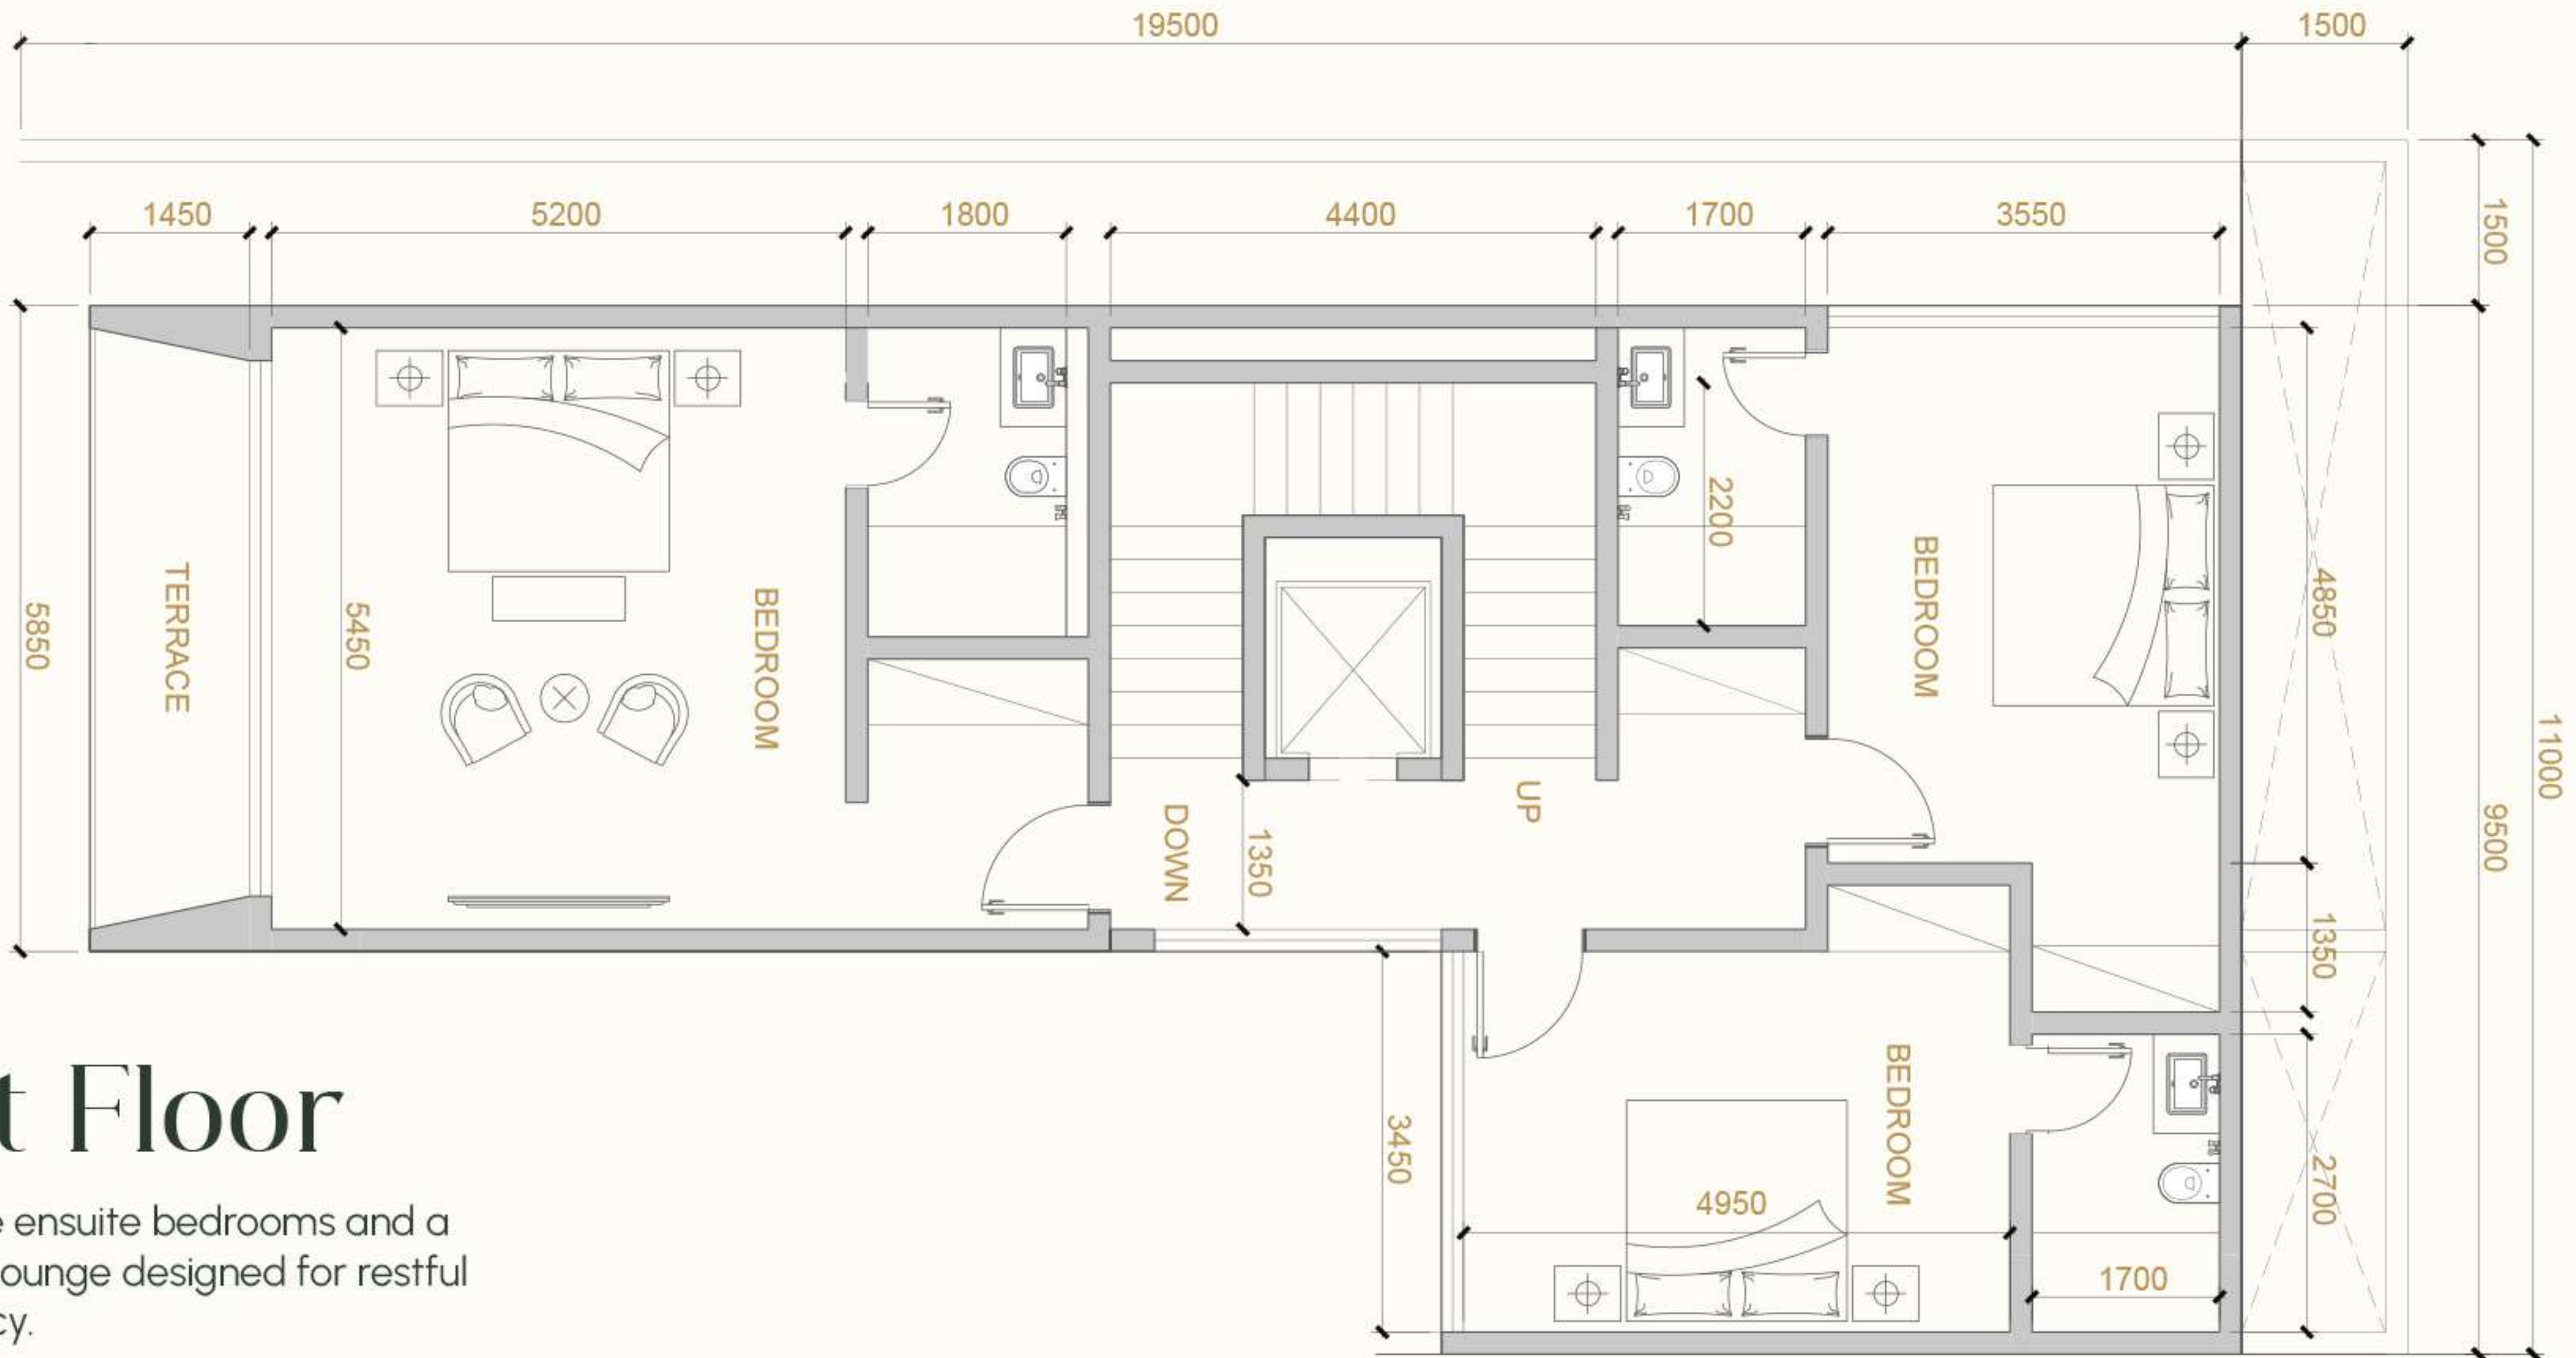 19500
1500
1450
5200
1800
4400
1700
3550
1500
5850
TERRACE
5450
BEDROOM
2200
BEDROOM
4850
11000
9500
DOWN
1350
UP
1350
3450
BEDROOM
4950
2700
1700
t Floor
e ensuite bedrooms and a
ounge designed for restful
cy.